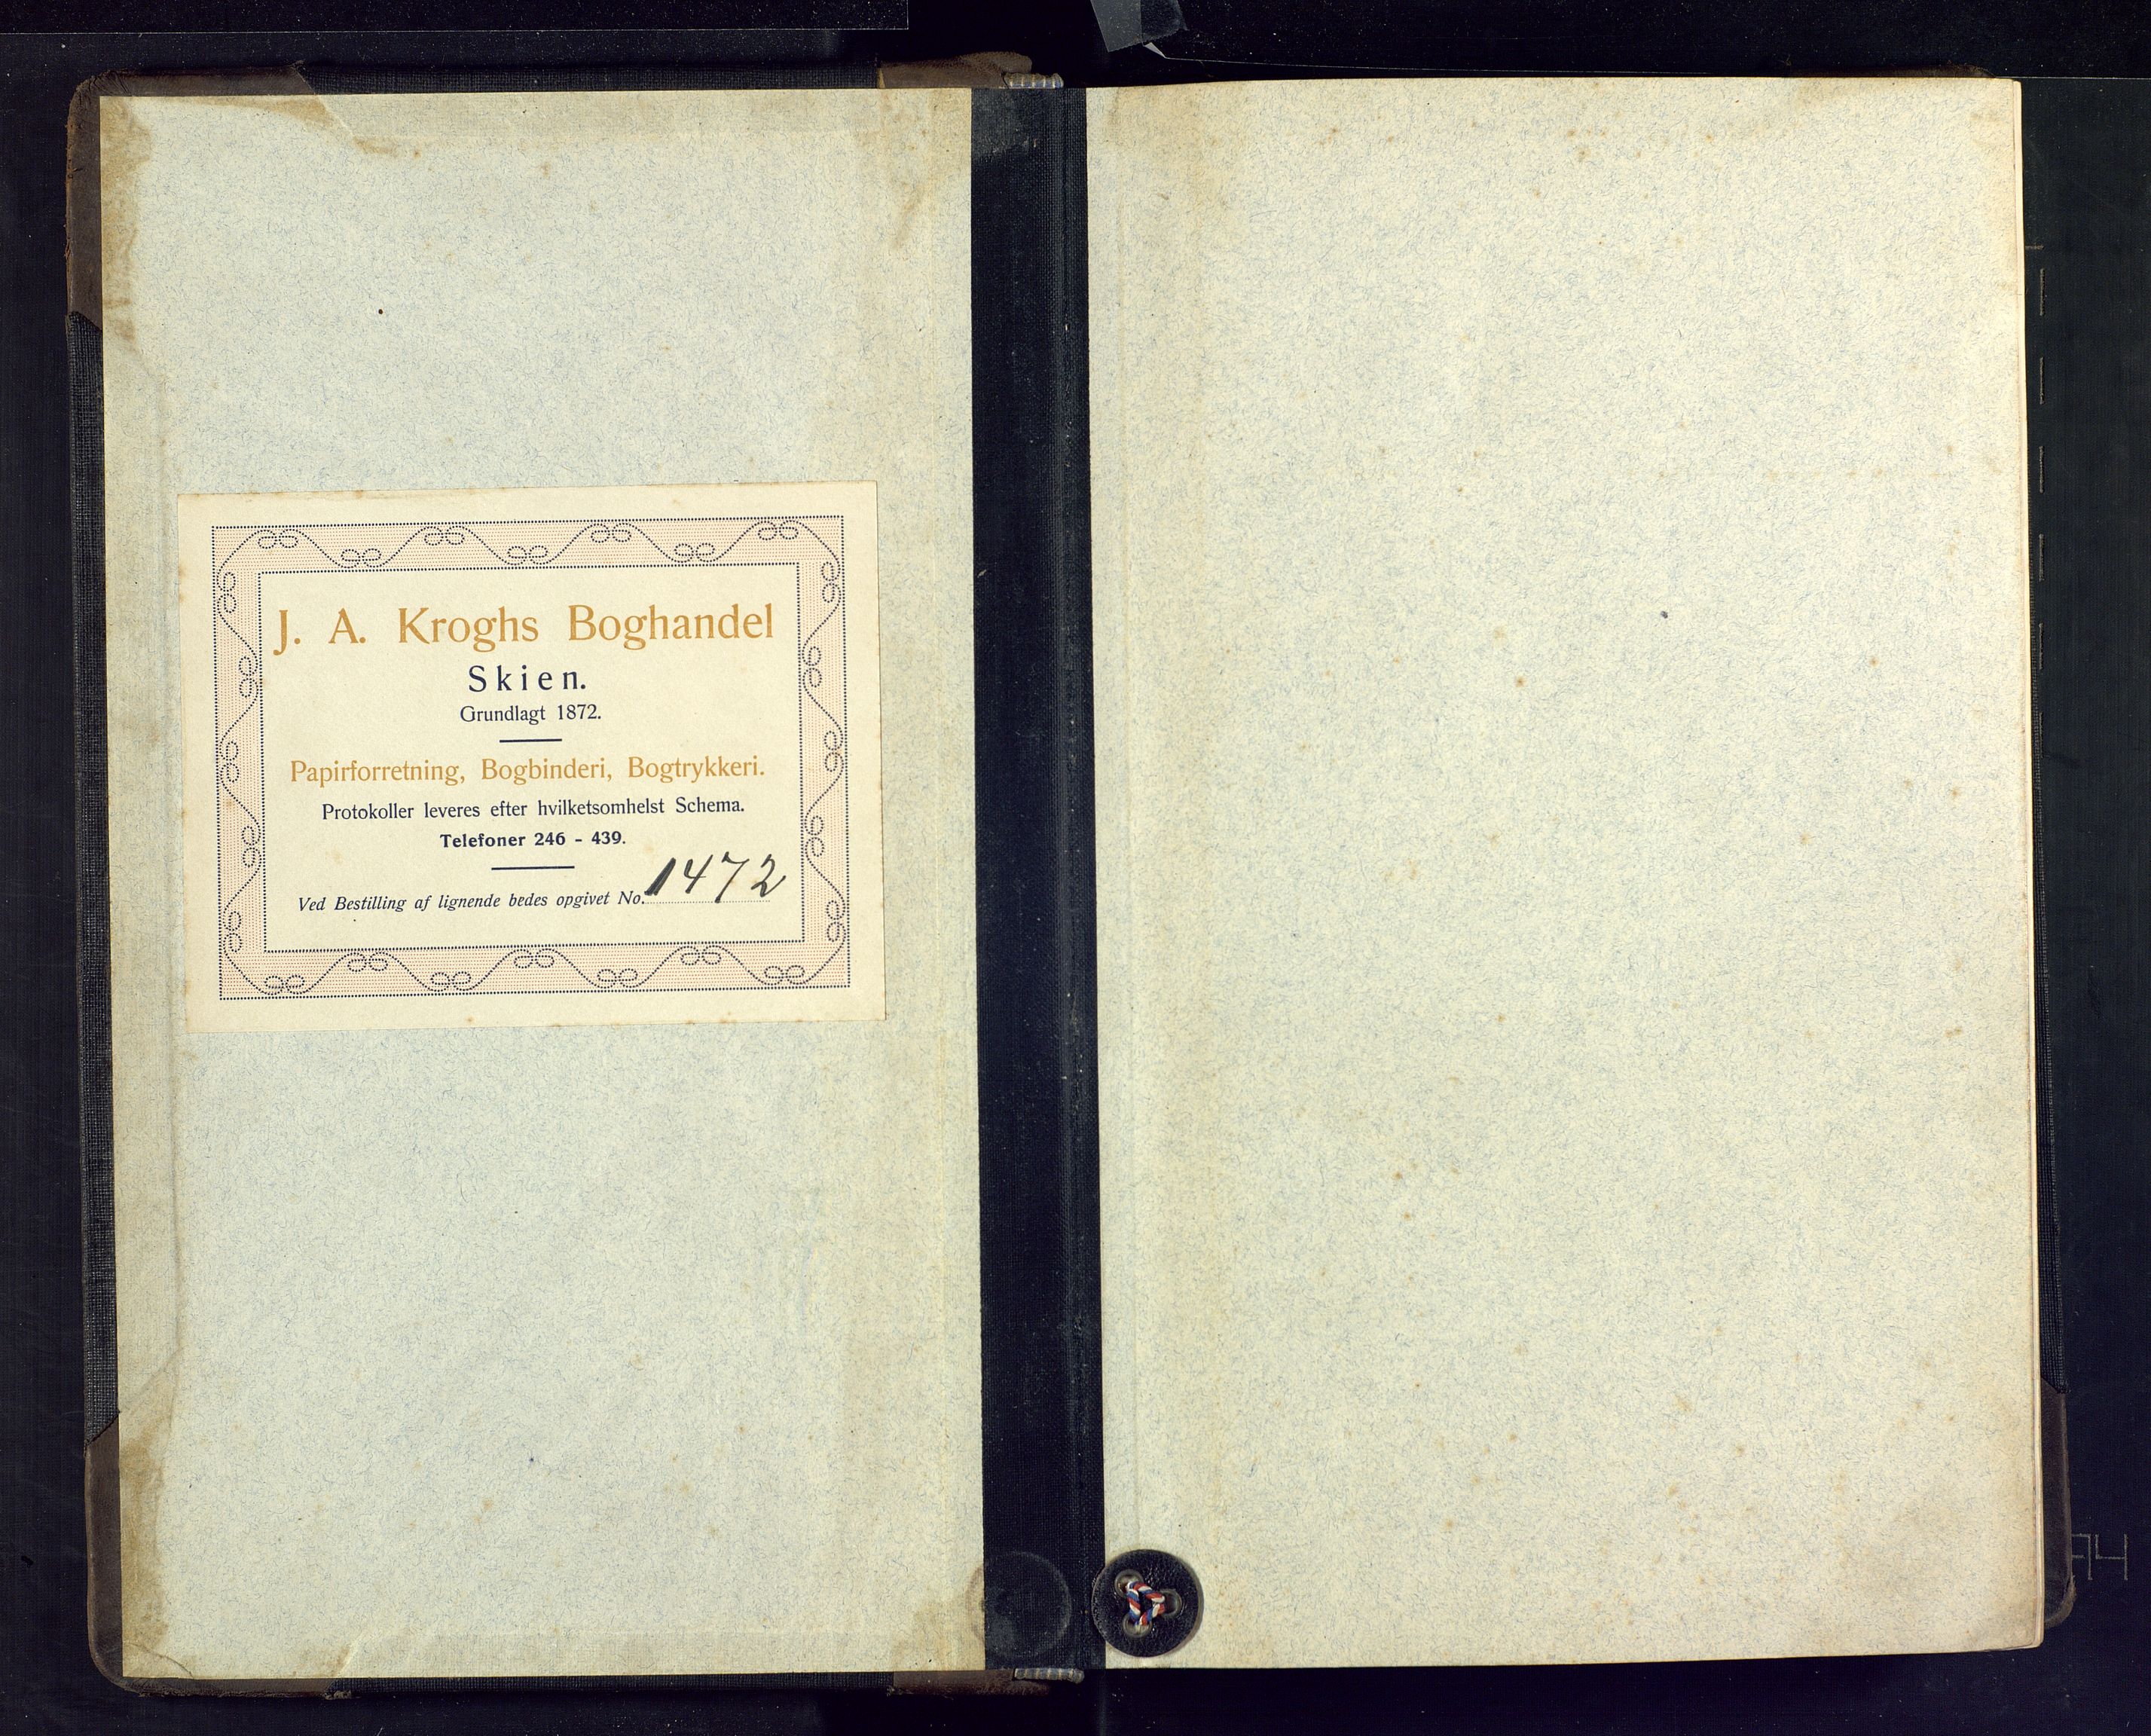 J. A. Kroghs Boghandel
Skien.
Grundlagt 1872.
Papirforretning, Bogbinderi, Bogtrykkeri.
Protokoller leveres efter hvilketsomhelst Schema.
Telefoner 246 - 439.
Ved Bestilling af lignende bedes opgivet No. 1472